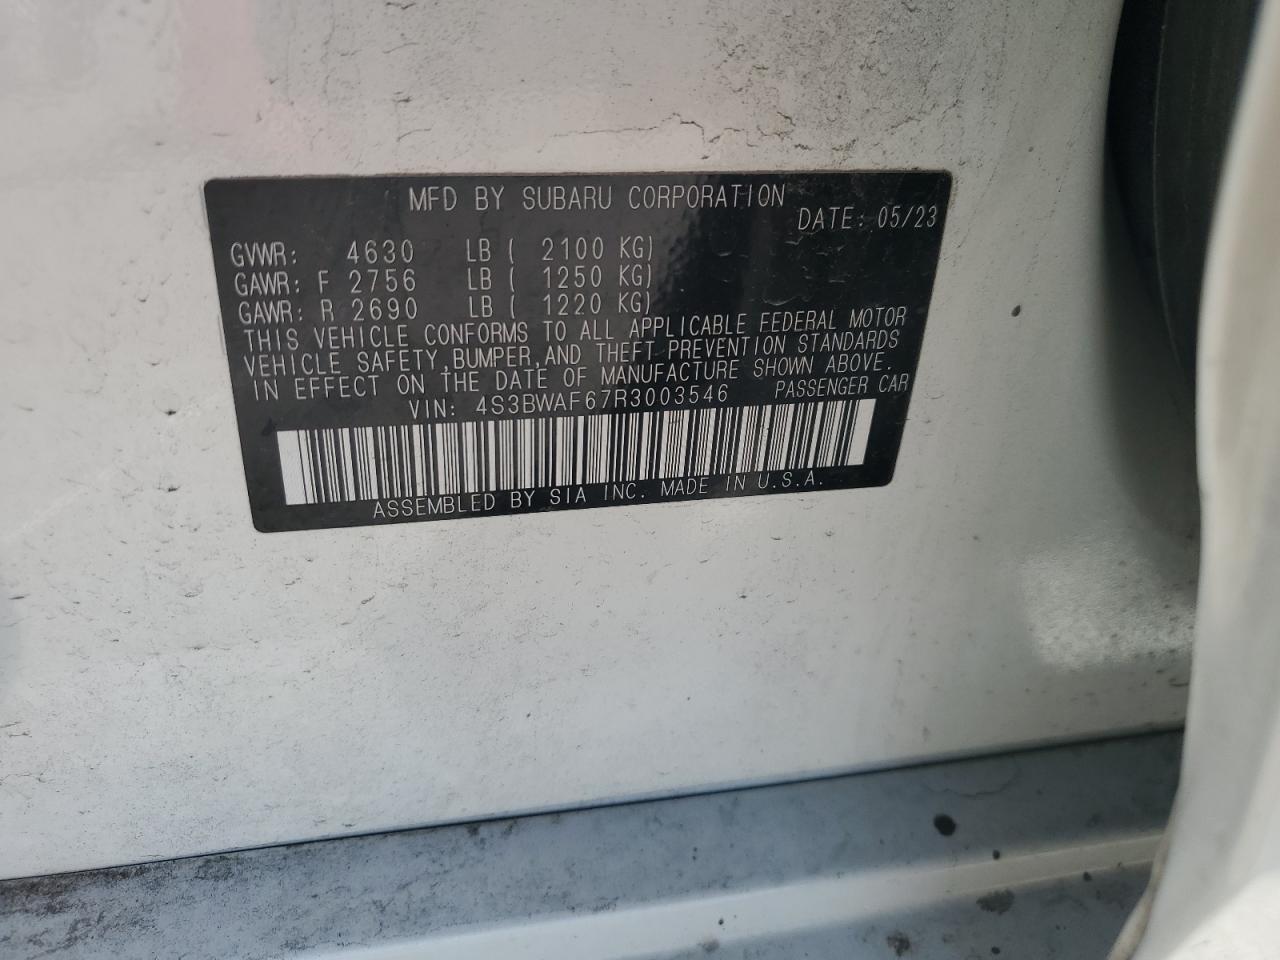 MFD BY SUBARU CORPORATION
DATE: 05/23
GVWR: 4630 LB ( 2100 KG)
GAWR: F 2756 LB ( 1250 KG)
GAWR: R 2690 LB ( 1220 KG)
THIS VEHICLE CONFORMS TO ALL APPLICABLE FEDERAL MOTOR
VEHICLE SAFETY, BUMPER, AND THEFT PREVENTION STANDARDS
IN EFFECT ON THE DATE OF MANUFACTURE SHOWN ABOVE.
VIN: 4S3BWAF67R3003546 PASSENGER CAR
ASSEMBLED BY SIA INC. MADE IN U.S.A.